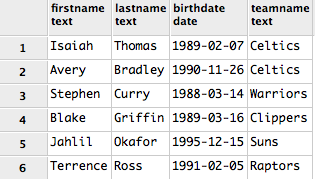 firstname lastname birthdate teamname
text text date text
1 Isaiah Thomas 1989-02-07 Celtics
2 Avery Bradley 1990-11-26 Celtics
3 Stephen Curry 1988-03-14 Warriors
4 Blake Griffin 1989-03-16 Clippers
5 Jahlil Okafor 1995-12-15 Suns
6 Terrence Ross 1991-02-05 Raptors